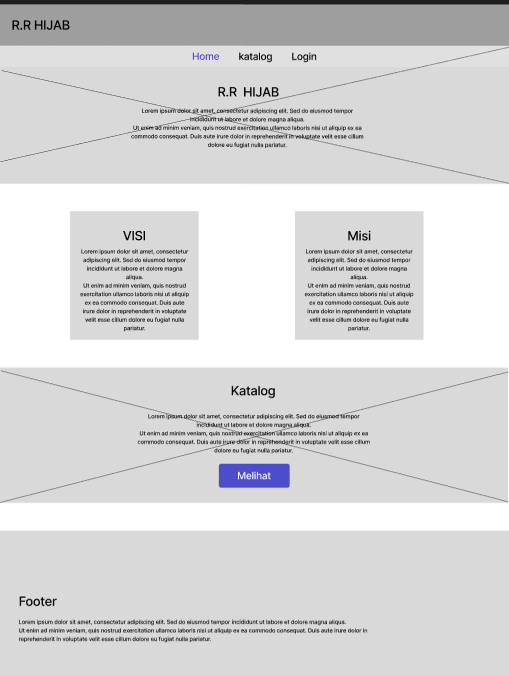 R.R HIJAB
Home katalog Login
R.R HIJAB
Lorem ipsum dolor sit amet, consectetur adipiscing elit. Sed do eiusmod tempor
incididunt ut labore et dolore magna aliqua.
Ut enim ad minim veniam, quis nostrud exercitation ullamco laboris nisi ut aliquip ex ea
commodo consequat. Duis aute irure dolor in reprehenderit in voluptate velit esse cillum
dolore eu fugiat nulla pariatur.
VISI
Lorem ipsum dolor sit amet, consectetur
adipiscing elit. Sed do eiusmod tempor
incididunt ut labore et dolore magna
aliqua.
Ut enim ad minim veniam, quis nostrud
exercitation ullamco laboris nisi ut aliquip
ex ea commodo consequat. Duis aute
irure dolor in reprehenderit in voluptate
velit esse cillum dolore eu fugiat nulla
pariatur.
Misi
Lorem ipsum dolor sit amet, consectetur
adipiscing elit. Sed do eiusmod tempor
incididunt ut labore et dolore magna
aliqua.
Ut enim ad minim veniam, quis nostrud
exercitation ullamco laboris nisi ut aliquip
ex ea commodo consequat. Duis aute
irure dolor in reprehenderit in voluptate
velit esse cillum dolore eu fugiat nulla
pariatur.
Katalog
Lorem ipsum dolor sit amet, consectetur adipiscing elit. Sed do eiusmod tempor
incididunt ut labore et dolore magna aliqua.
Ut enim ad minim veniam, quis nostrud exercitation ullamco laboris nisi ut aliquip ex ea
commodo consequat. Duis aute irure dolor in reprehenderit in voluptate velit esse cillum
dolore eu fugiat nulla pariatur.
Melihat
Footer
Lorem ipsum dolor sit amet, consectetur adipiscing elit. Sed do eiusmod tempor incididunt ut labore et dolore magna aliqua.
Ut enim ad minim veniam, quis nostrud exercitation ullamco laboris nisi ut aliquip ex ea commodo consequat. Duis aute irure dolor in
reprehenderit in voluptate velit esse cillum dolore eu fugiat nulla pariatur.